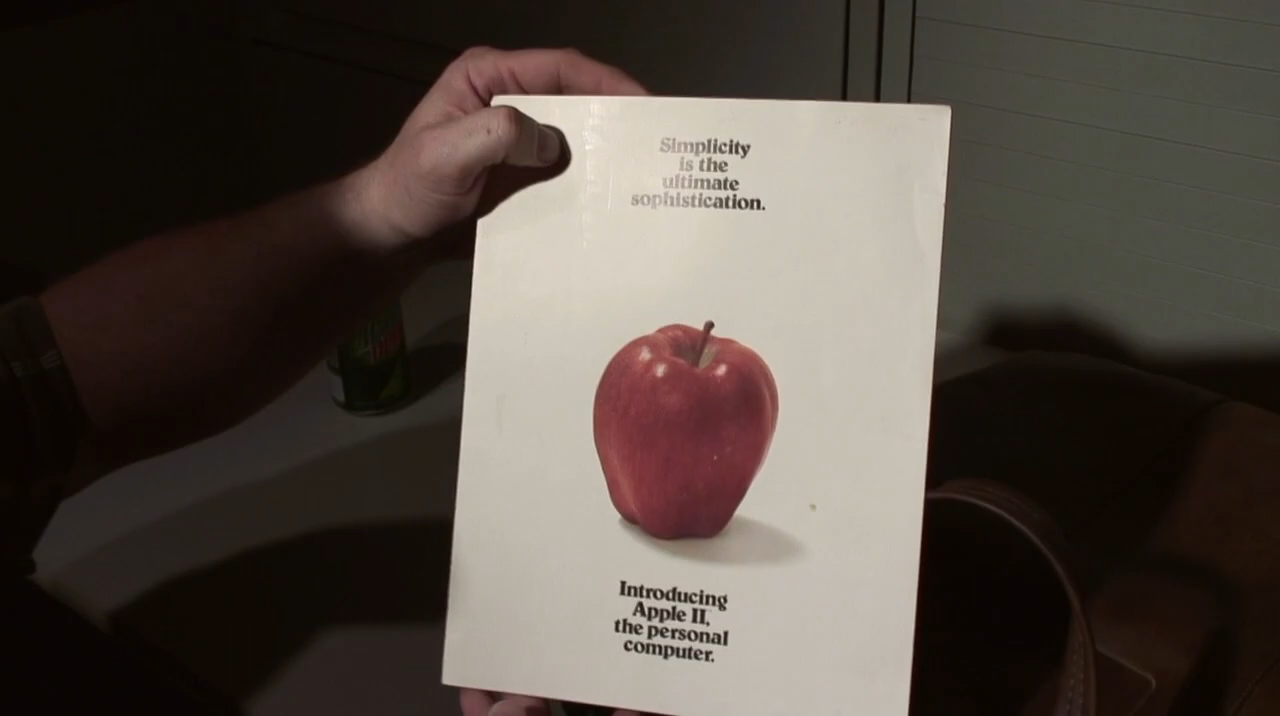 Simplicity
is the
ultimate
sophistication.
Introducing
Apple II,
the personal
computer.